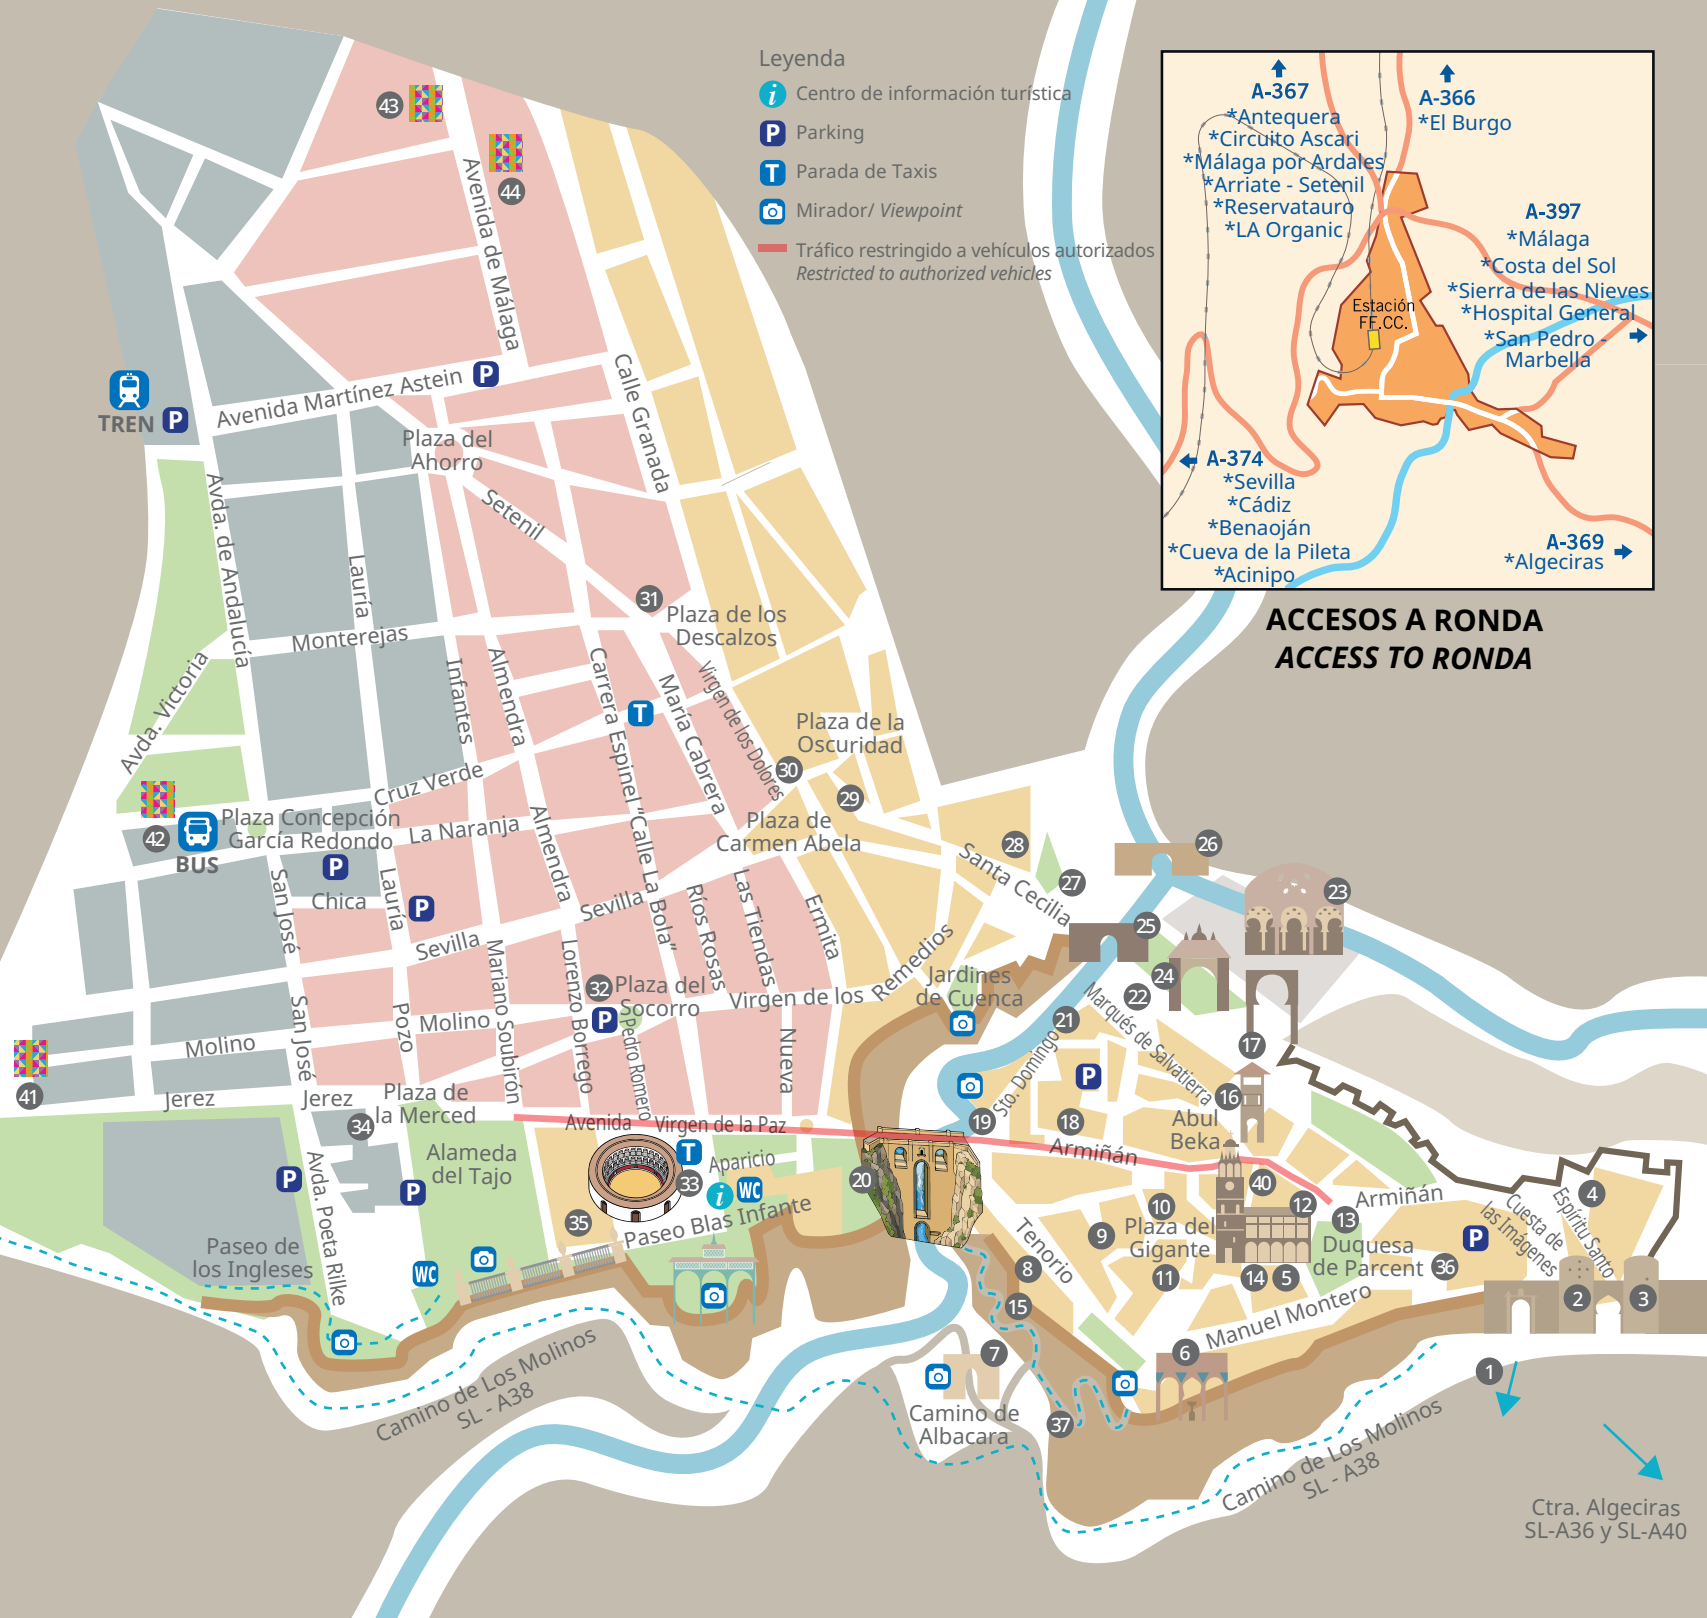 Leyenda
i Centro de información turística
P Parking
T Parada de Taxis
Mirador/ Viewpoint
Tráfico restringido a vehículos autorizados
Restricted to authorized vehicles
A-367
*Antequera
*Circuito Ascari
*Málaga por Ardales
*Arriate - Setenil
*Reservatauro
*LA Organic
A-366
*El Burgo
A-397
*Málaga
*Costa del Sol
*Sierra de las Nieves
*Hospital General
*San Pedro -
Marbella
Estación
FF.CC.
A-374
*Sevilla
*Cádiz
*Benaoján
*Cueva de la Pileta
*Acinipo
A-369
*Algeciras
ACCESOS A RONDA
ACCESS TO RONDA
43
44
Avenida de Málaga
TREN P
Avenida Martínez Astein P
Calle Granada
Plaza del
Ahorro
Setenil
Avda. de Andalucía
Lauría
31
Plaza de los
Descalzos
Monterejas
Avda. Victoria
Infantes
Almendra
Carrera Espinel "Calle La Bola"
T
María Cabrera
Virgen de los Dolores
Plaza de la
Oscuridad
30
29
Cruz Verde
42
BUS
Plaza Concepción
García Redondo
P
La Naranja
Almendra
Plaza de
Carmen Abela
28
Santa Cecilia
27
26
25
23
24
22
Chica
San José
Lauría
P
Sevilla
Sevilla
Mariano Soubirón
Lorenzo Borrego
Ríos Rosas
Las Tiendas
Ermita
Remedios
Jardines
de Cuenca
32
Plaza del
Socorro
P
Virgen de los
Marqués de Salvatierra
21
Sto. Domingo
Molino
Molino
San José
Pozo
Pedro Romero
Nueva
17
16
41
Jerez
Jerez
Plaza de
la Merced
34
Avenida Virgen de la Paz
19
18
P
Abul
Beka
Armiñán
Alameda
del Tajo
P
P
Avda. Poeta Rilke
T
33
Aparicio
i WC
20
40
12
13
Armiñán
4
Espíritu Santo
Cuesta de
las Imágenes
P
35
Paseo Blas Infante
Paseo de
los Ingleses
WC
Tenorio
10
9
Plaza del
Gigante
11
14
5
Duquesa
de Parcent
36
8
15
2
3
Manuel Montero
6
7
1
Camino de Los Molinos
SL - A38
Camino de
Albacara
37
Camino de Los Molinos
SL - A38
Ctra. Algeciras
SL-A36 y SL-A40